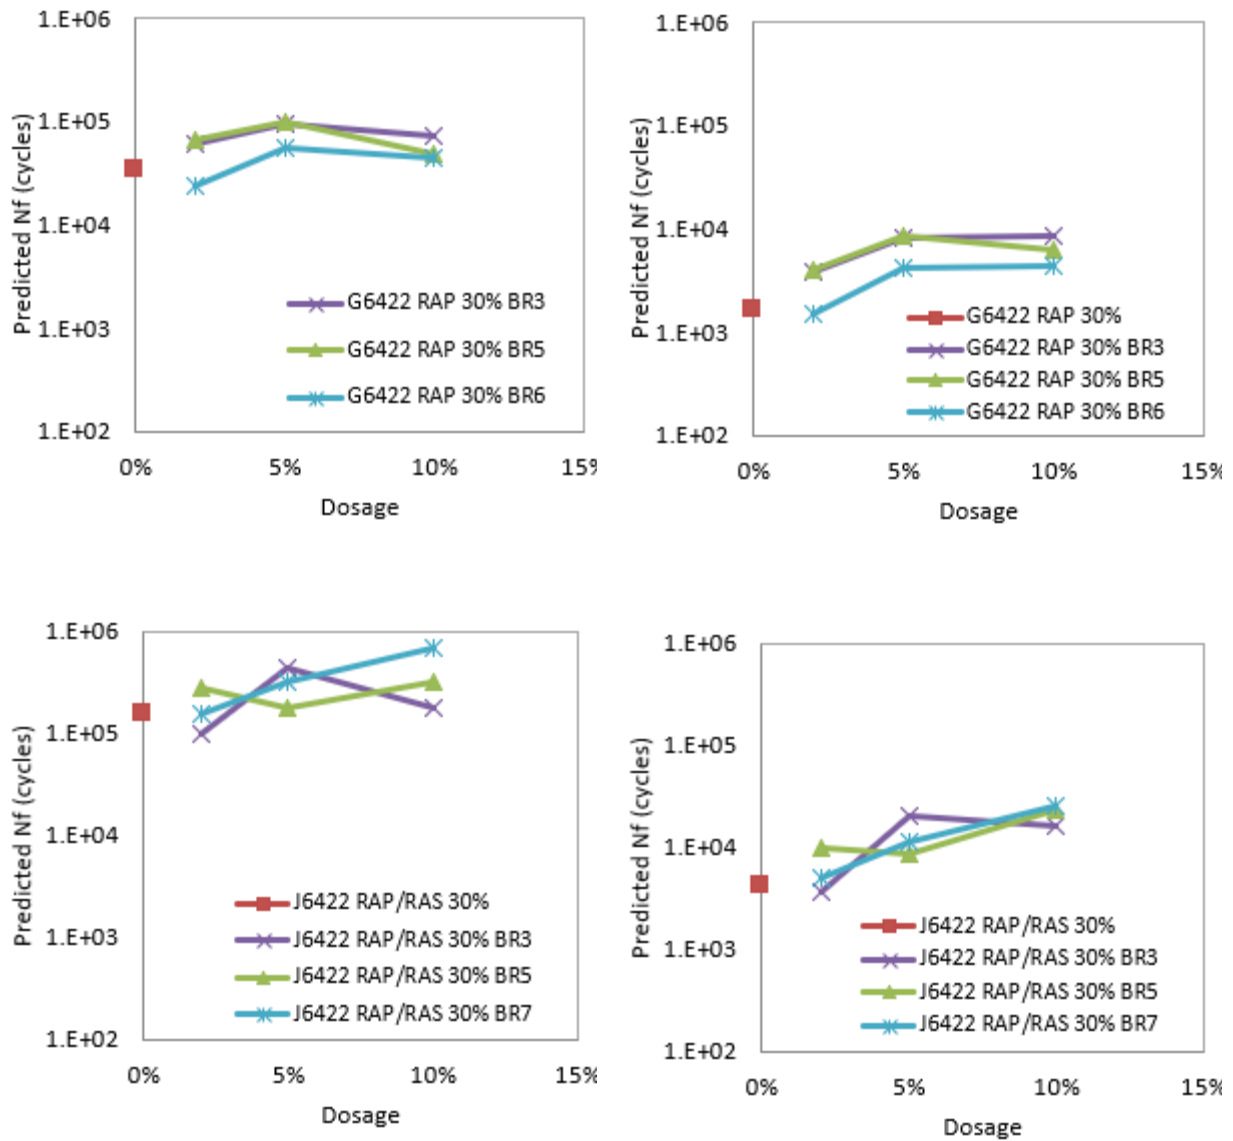 1.E+06
1.E+05
1.E+04
1.E+03
1.E+02
Predicted Nf (cycles)
G6422 RAP 30% BR3
G6422 RAP 30% BR5
G6422 RAP 30% BR6
0% 5% 10% 15%
Dosage
1.E+06
1.E+05
1.E+04
1.E+03
1.E+02
Predicted Nf (cycles)
G6422 RAP 30%
G6422 RAP 30% BR3
G6422 RAP 30% BR5
G6422 RAP 30% BR6
0% 5% 10% 15%
Dosage
1.E+06
1.E+05
1.E+04
1.E+03
1.E+02
Predicted Nf (cycles)
J6422 RAP/RAS 30%
J6422 RAP/RAS 30% BR3
J6422 RAP/RAS 30% BR5
J6422 RAP/RAS 30% BR7
0% 5% 10% 15%
Dosage
1.E+06
1.E+05
1.E+04
1.E+03
1.E+02
Predicted Nf (cycles)
J6422 RAP/RAS 30%
J6422 RAP/RAS 30% BR3
J6422 RAP/RAS 30% BR5
J6422 RAP/RAS 30% BR7
0% 5% 10% 15%
Dosage